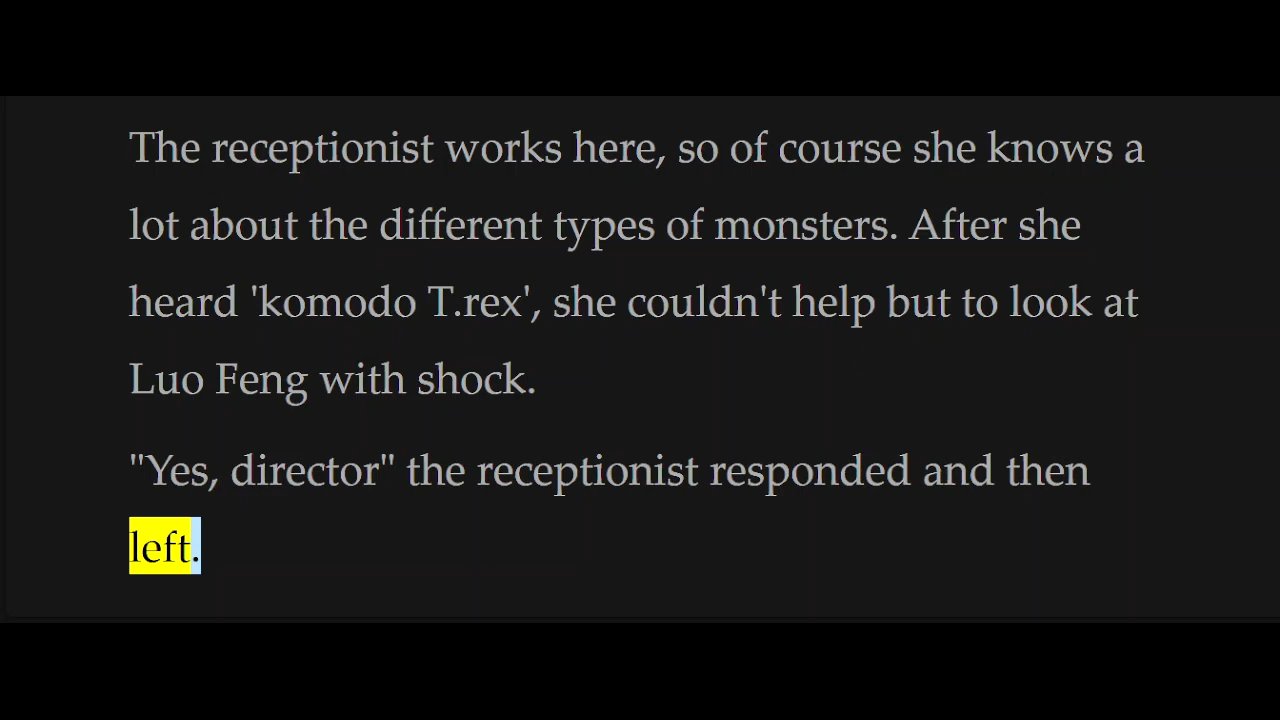 The receptionist works here, so of course she knows a
lot about the different types of monsters. After she
heard 'komodo T.rex', she couldn't help but to look at
Luo Feng with shock.
"Yes, director" the receptionist responded and then
left.